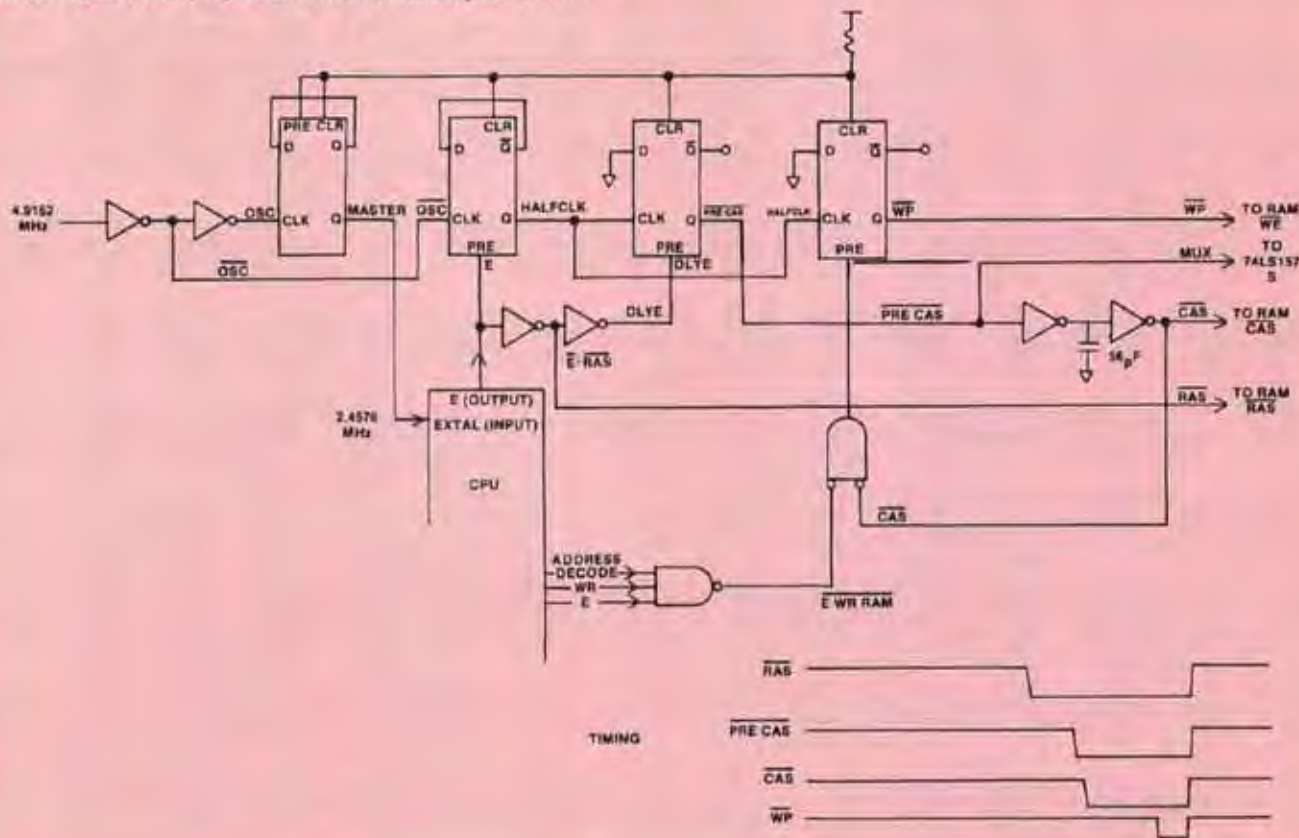 PRE CLR
D Q
CLK Q
OSC
MASTER
CLR
D Q̅
CLK Q
PRE
O̅S̅C̅
HALFCLK
CLR
D Q̅
CLK Q
PRE
P̅R̅E̅ ̅C̅A̅S̅
HALFCLK
CLR
D Q̅
CLK Q
PRE
W̅P̅
W̅P̅
TO RAM
W̅E̅
4.9152
MHz
O̅S̅C̅
E
DLYE
MUX
TO
74LS157
S
DLYE
P̅R̅E̅ ̅C̅A̅S̅
C̅A̅S̅
TO RAM
C̅A̅S̅
56pF
E̅·R̅A̅S̅
R̅A̅S̅
TO RAM
R̅A̅S̅
2.4576
MHz
E (OUTPUT)
EXTAL (INPUT)
CPU
C̅A̅S̅
ADDRESS
DECODE
WR
E
E̅ ̅W̅R̅ ̅R̅A̅M̅
TIMING
R̅A̅S̅
P̅R̅E̅ ̅C̅A̅S̅
C̅A̅S̅
W̅P̅